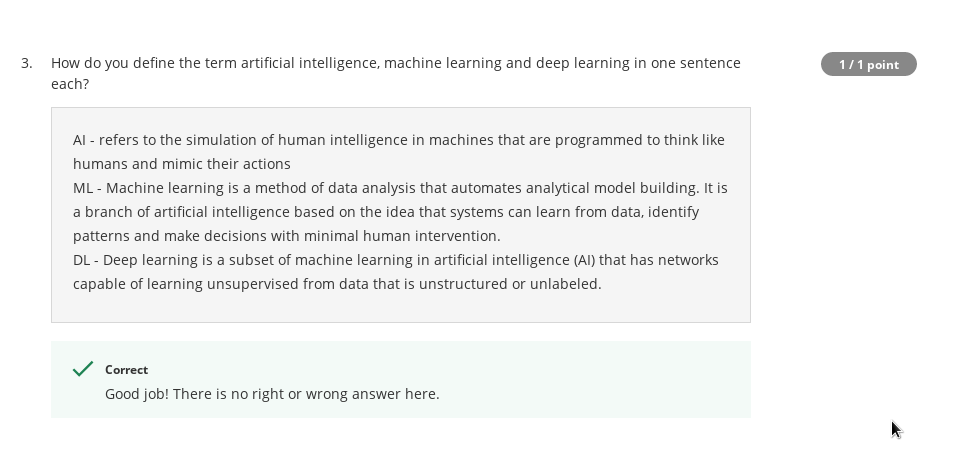 3. How do you define the term artificial intelligence, machine learning and deep learning in one sentence
each?
1 / 1 point
AI - refers to the simulation of human intelligence in machines that are programmed to think like
humans and mimic their actions
ML - Machine learning is a method of data analysis that automates analytical model building. It is
a branch of artificial intelligence based on the idea that systems can learn from data, identify
patterns and make decisions with minimal human intervention.
DL - Deep learning is a subset of machine learning in artificial intelligence (AI) that has networks
capable of learning unsupervised from data that is unstructured or unlabeled.
Correct
Good job! There is no right or wrong answer here.